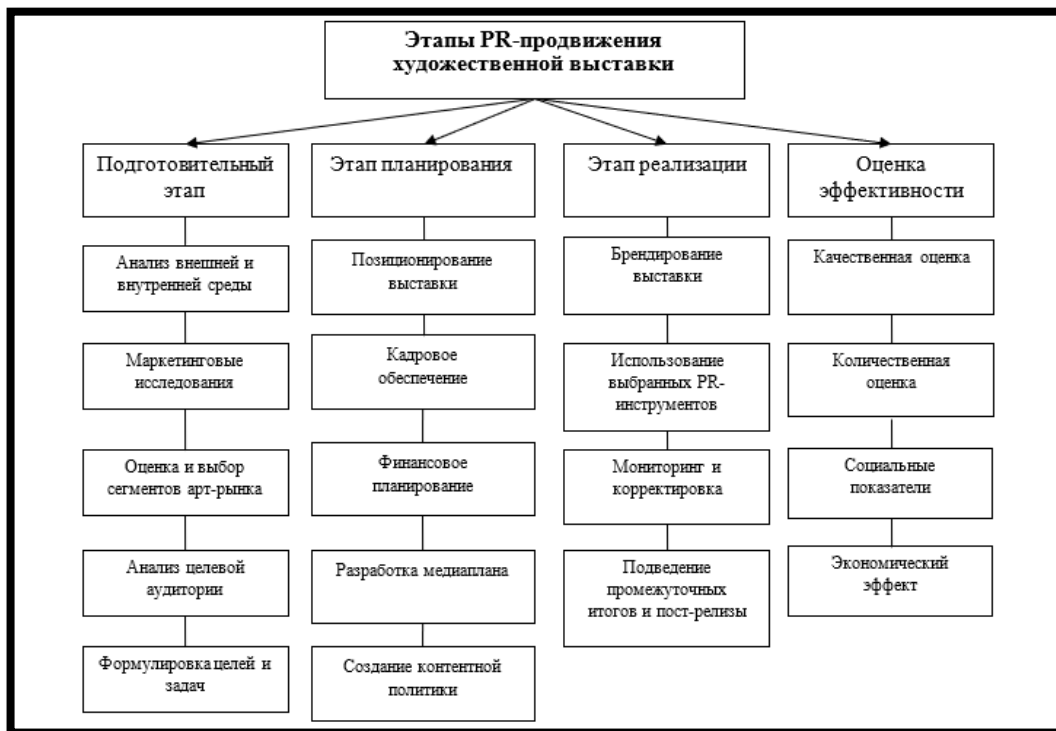 Этапы PR-продвижения
художественной выставки
Подготовительный
этап
Анализ внешней и
внутренней среды
Маркетинговые
исследования
Оценка и выбор
сегментов арт-рынка
Анализ целевой
аудитории
Формулировка целей и
задач
Этап планирования
Позиционирование
выставки
Кадровое
обеспечение
Финансовое
планирование
Разработка медиаплана
Создание контентной
политики
Этап реализации
Брендирование
выставки
Использование
выбранных PR-
инструментов
Мониторинг и
корректировка
Подведение
промежуточных
итогов и пост-релизы
Оценка
эффективности
Качественная оценка
Количественная
оценка
Социальные
показатели
Экономический
эффект